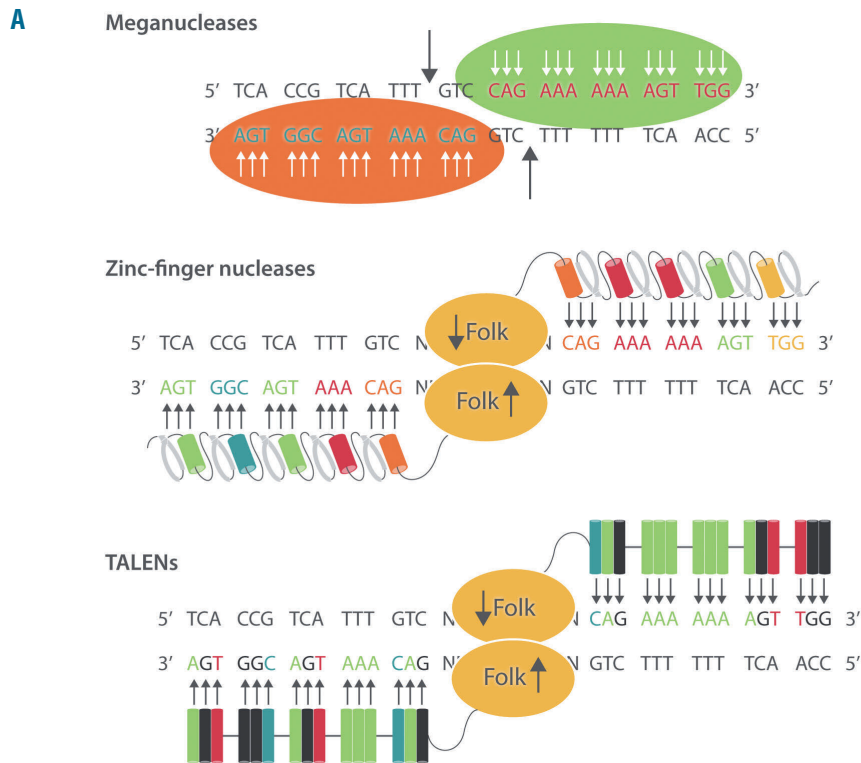 A
Meganucleases
5′ TCA CCG TCA TTT GTC CAG AAA AAA AGT TGG 3′
3′ AGT GGC AGT AAA CAG GTC TTT TTT TCA ACC 5′
Zinc-finger nucleases
5′ TCA CCG TCA TTT GTC N Folk N CAG AAA AAA AGT TGG 3′
3′ AGT GGC AGT AAA CAG N Folk N GTC TTT TTT TCA ACC 5′
TALENs
5′ TCA CCG TCA TTT GTC N Folk N CAG AAA AAA AGT TGG 3′
3′ AGT GGC AGT AAA CAG N Folk N GTC TTT TTT TCA ACC 5′